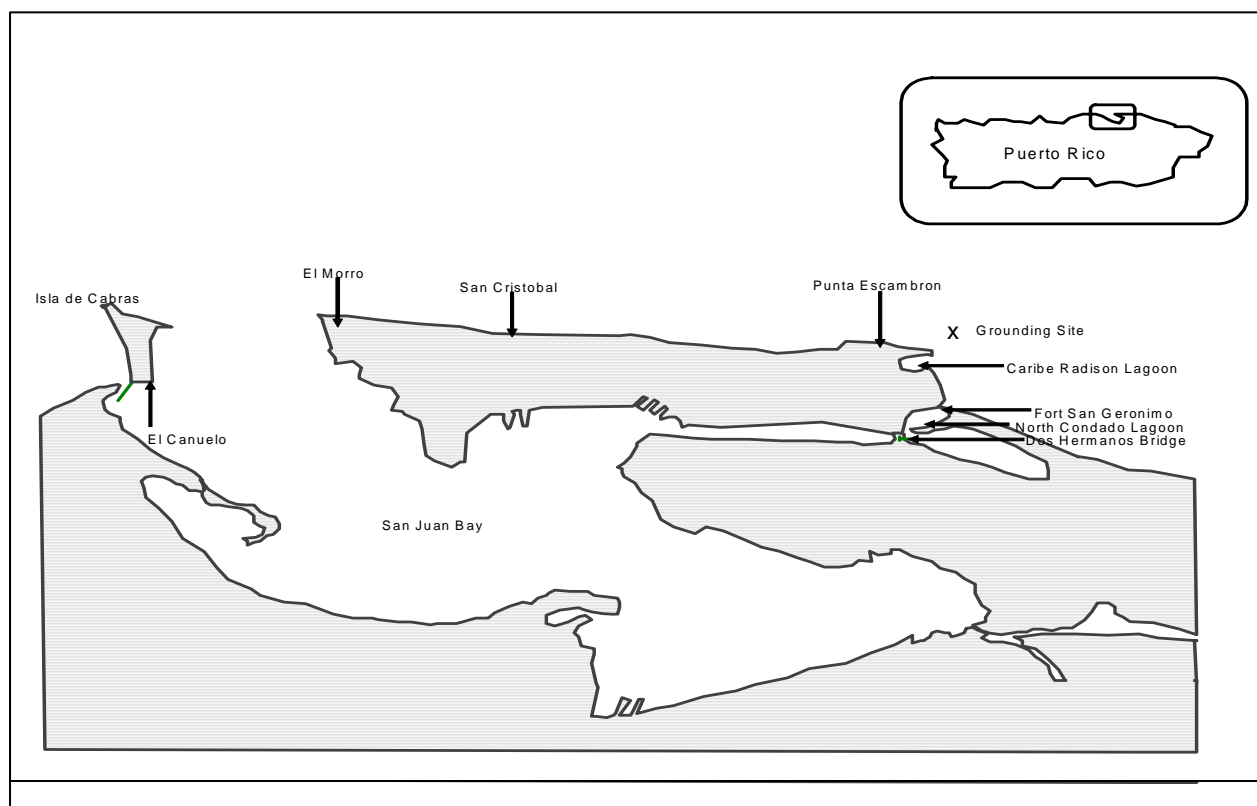 Puerto Rico
El Morro
San Cristobal
Punta Escambron
Isla de Cabras
X Grounding Site
Caribe Radison Lagoon
Fort San Geronimo
North Condado Lagoon
Dos Hermanos Bridge
El Canuelo
San Juan Bay